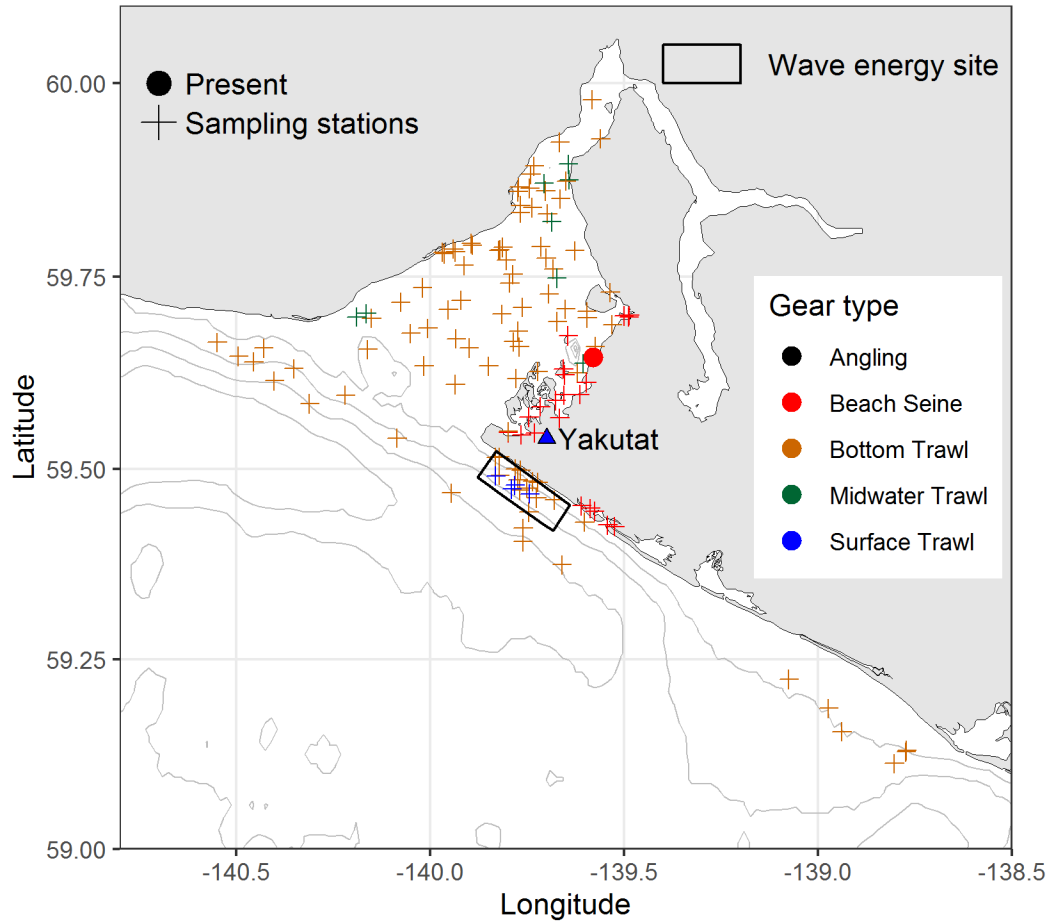 Present
Sampling stations
Wave energy site
60.00
59.75
59.50
59.25
59.00
Latitude
Yakutat
Gear type
Angling
Beach Seine
Bottom Trawl
Midwater Trawl
Surface Trawl
-140.5
-140.0
-139.5
-139.0
-138.5
Longitude